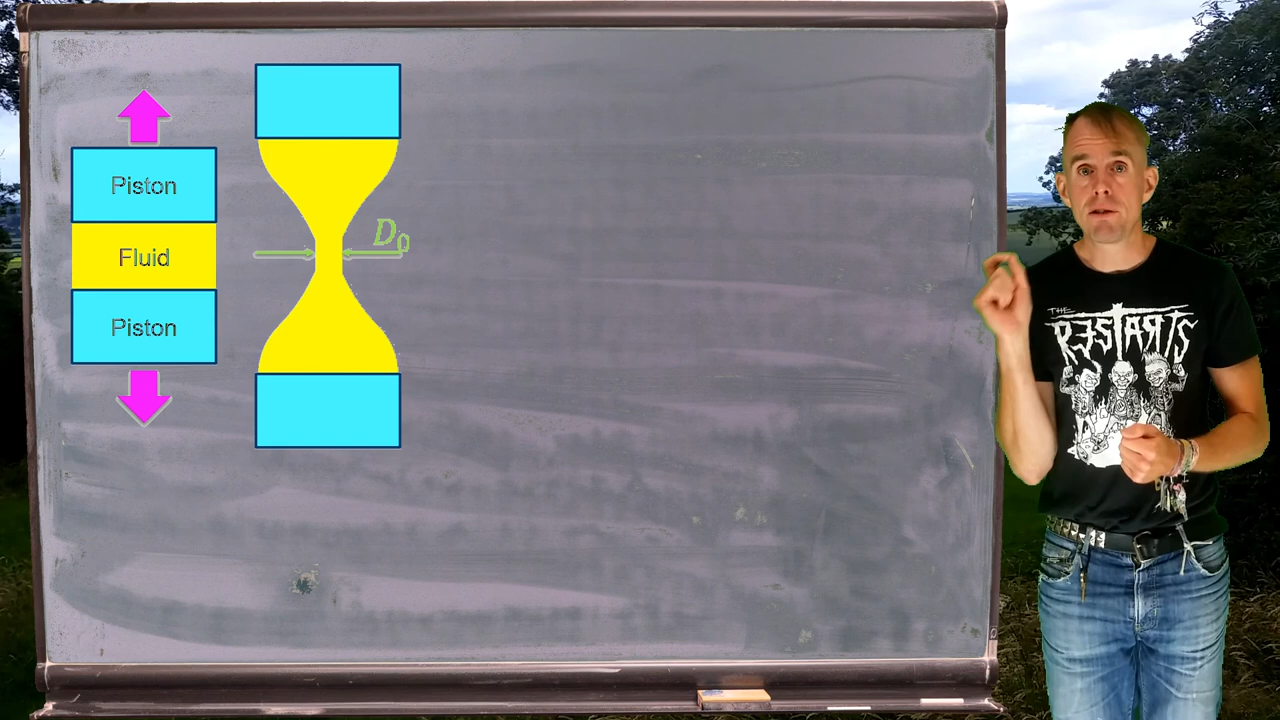 Piston
Fluid
Piston
D₀
THE
RESTARTS